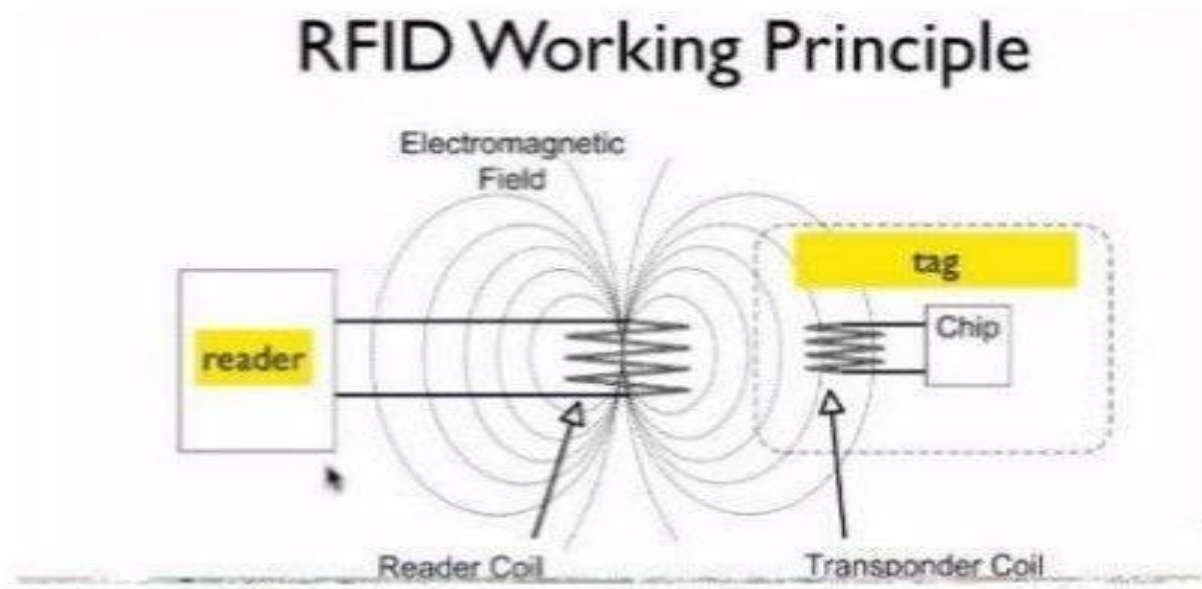 RFID Working Principle
Electromagnetic
Field
tag
Chip
reader
Reader Coil
Transponder Coil